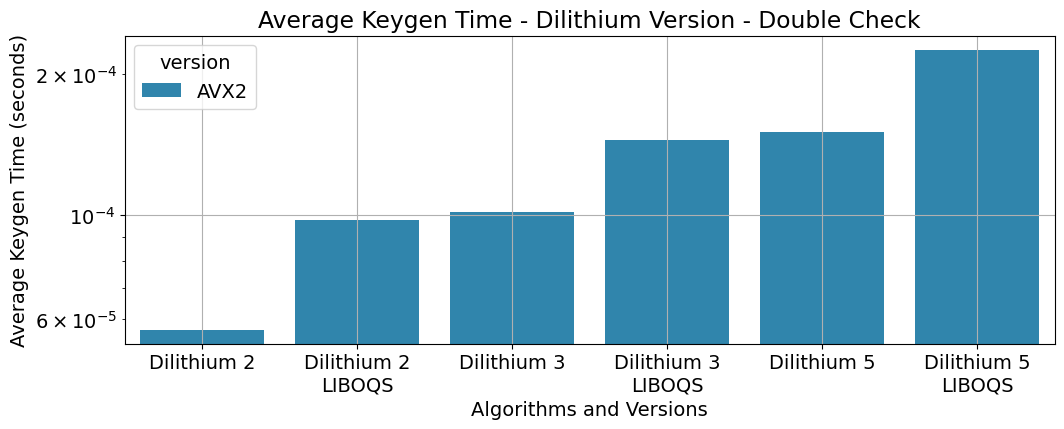 Average Keygen Time - Dilithium Version - Double Check
Average Keygen Time (seconds)
2 × 10⁻⁴
10⁻⁴
6 × 10⁻⁵
version
AVX2
Dilithium 2
Dilithium 2
LIBOQS
Dilithium 3
Dilithium 3
LIBOQS
Dilithium 5
Dilithium 5
LIBOQS
Algorithms and Versions